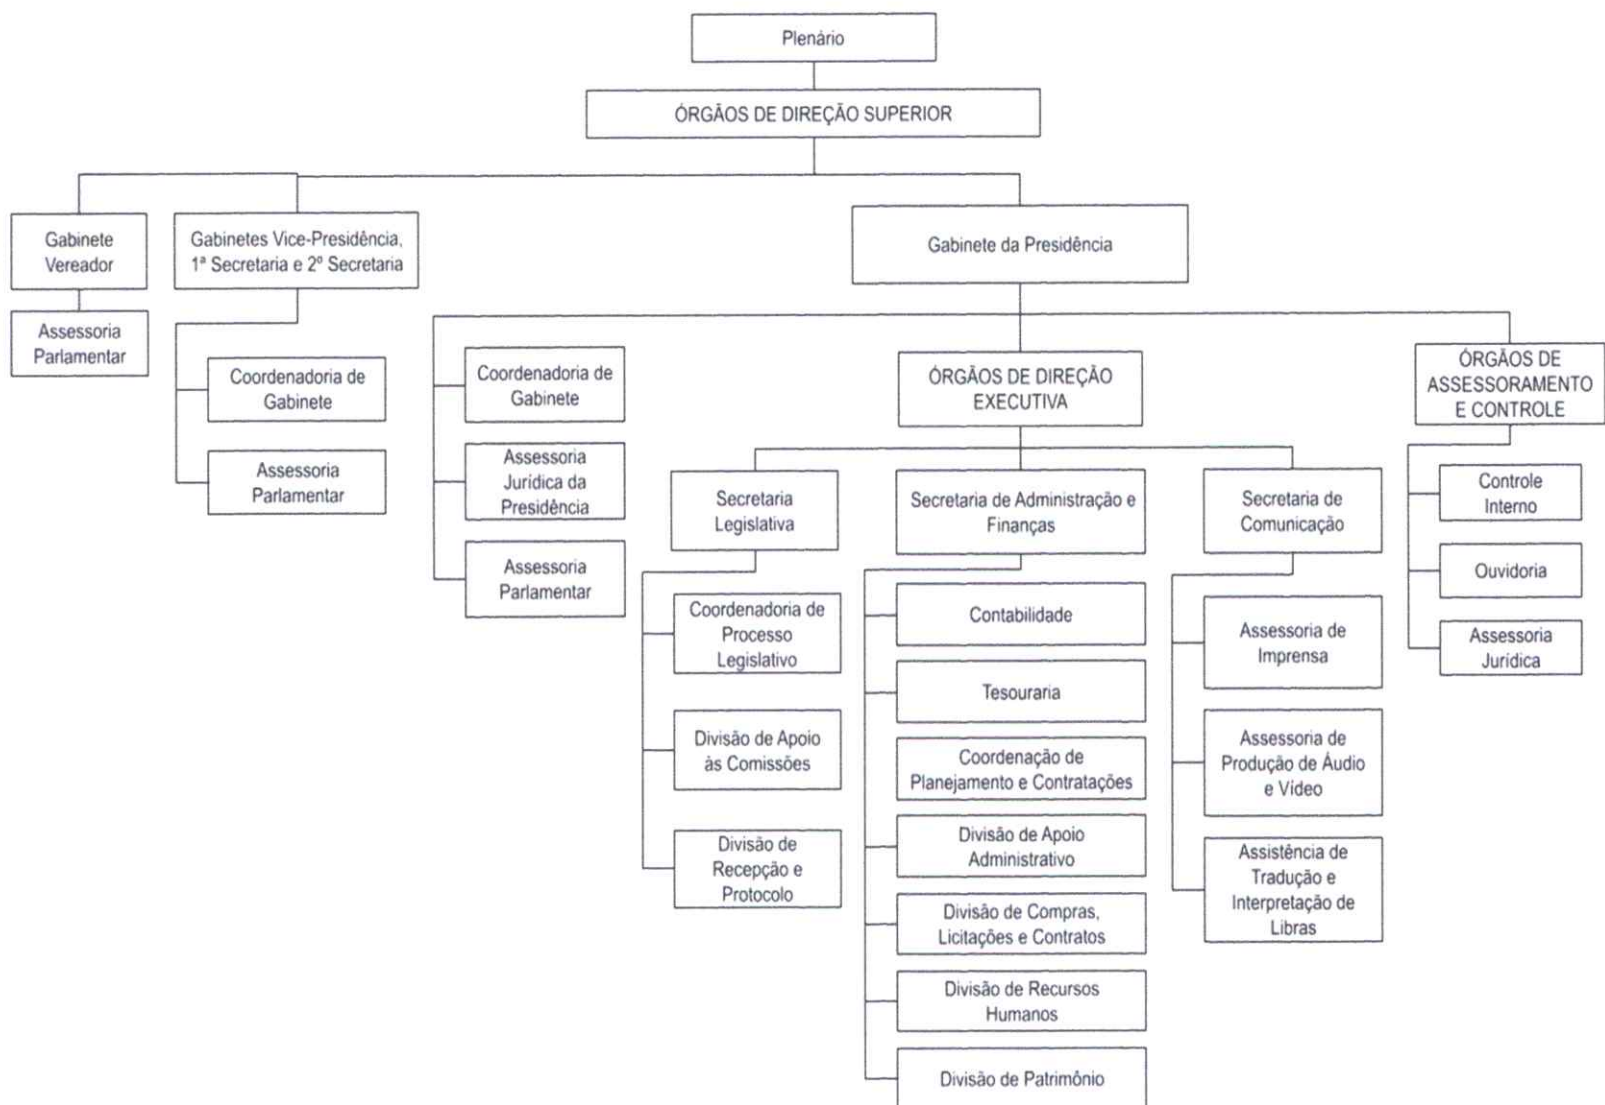 Plenário
ÓRGÃOS DE DIREÇÃO SUPERIOR
Gabinete
Vereador
Gabinetes Vice-Presidência,
1ª Secretaria e 2º Secretaria
Gabinete da Presidência
Assessoria
Parlamentar
Coordenadoria de
Gabinete
Assessoria
Parlamentar
Coordenadoria de
Gabinete
Assessoria
Jurídica da
Presidência
Assessoria
Parlamentar
ÓRGÃOS DE DIREÇÃO
EXECUTIVA
Secretaria
Legislativa
Coordenadoria de
Processo
Legislativo
Divisão de Apoio
às Comissões
Divisão de
Recepção e
Protocolo
Secretaria de Administração e
Finanças
Contabilidade
Tesouraria
Coordenação de
Planejamento e Contratações
Divisão de Apoio
Administrativo
Divisão de Compras,
Licitações e Contratos
Divisão de Recursos
Humanos
Divisão de Patrimônio
Secretaria de
Comunicação
Assessoria de
Imprensa
Assessoria de
Produção de Áudio
e Vídeo
Assistência de
Tradução e
Interpretação de
Libras
ÓRGÃOS DE
ASSESSORAMENTO
E CONTROLE
Controle
Interno
Ouvidoria
Assessoria
Jurídica